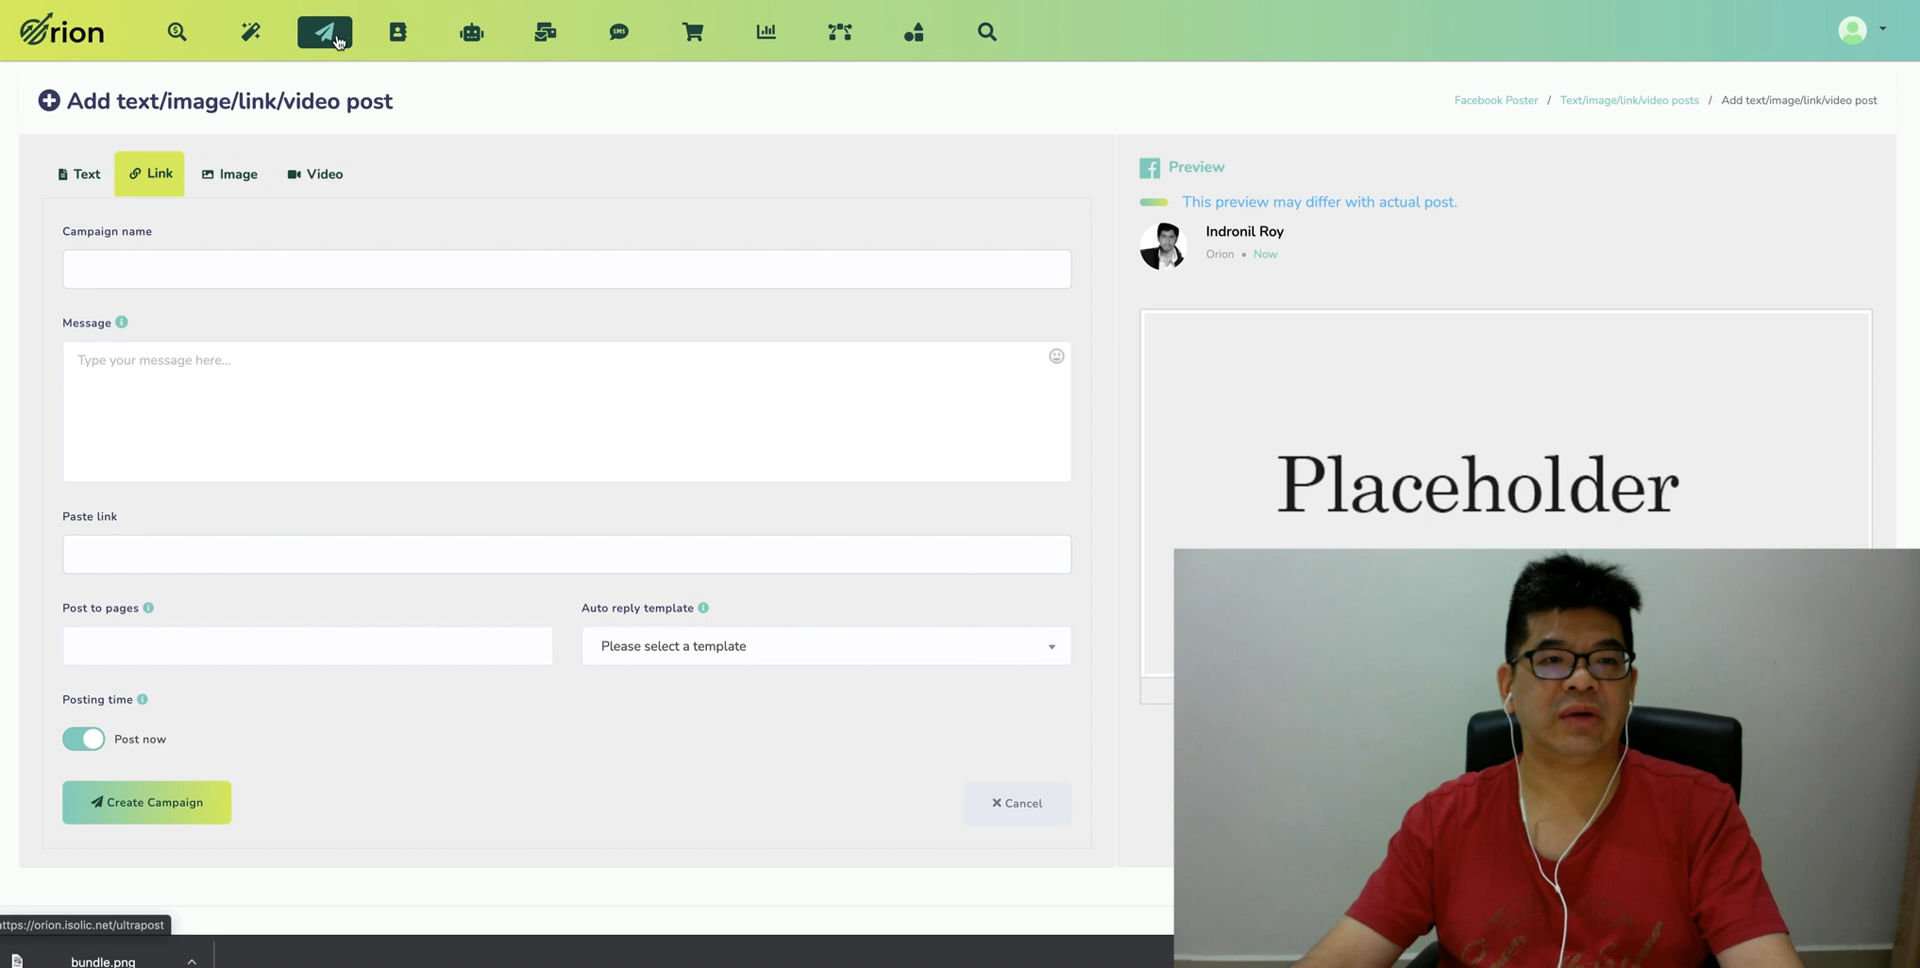 Orion
SMS
Add text/image/link/video post
Facebook Poster / Text/image/link/video posts / Add text/image/link/video post
Text
Link
Image
Video
Campaign name
Message
Type your message here...
Paste link
Post to pages
Auto reply template
Please select a template
Posting time
Post now
Create Campaign
Cancel
Preview
This preview may differ with actual post.
Indronil Roy
Orion • Now
Placeholder
ttps://orion.isolic.net/ultrapost
bundle.png